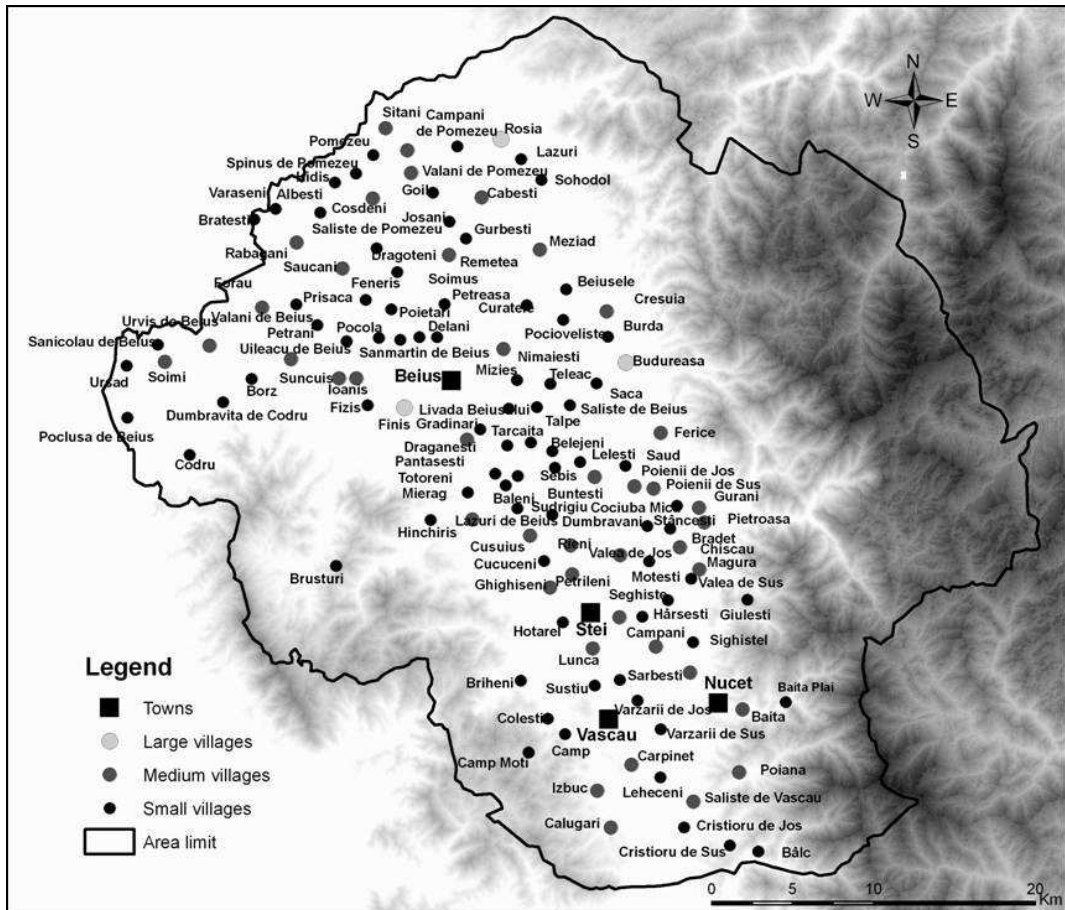 N
W E
S
Sitani
Campani
de Pomezeu
Rosia
Pomezeu
Lazuri
Spinus de Pomezeu
Valani de Pomezeu
Hidis
Sohodol
Varaseni
Albesti
Goila
Cabesti
Cosdeni
Bratesti
Josani
Saliste de Pomezeu
Gurbesti
Rabagani
Dragoteni
Remetea
Meziad
Saucani
Soimus
Forau
Feneris
Beiusele
Prisaca
Petreasa
Curatele
Cresuia
Valani de Beius
Poietari
Urvis de Beius
Petrani
Pocola
Delani
Pocioveliste
Burda
Sanicolau de Beius
Uileacu de Beius
Sanmartin de Beius
Nimaiesti
Budureasa
Ursad
Soimi
Beius
Mizies
Teleac
Borz
Suncuis
Ioanis
Saca
Dumbravita de Codru
Fizis
Livada Beiusului
Saliste de Beius
Finis
Gradinari
Talpe
Poclusa de Beius
Tarcaita
Ferice
Draganesti
Belejeni
Codru
Pantasesti
Lelesti
Saud
Totoreni
Sebis
Poienii de Jos
Mierag
Poienii de Sus
Baleni
Buntesti
Gurani
Sudrigiu
Cociuba Mica
Hinchiris
Lazuri de Beius
Dumbravani
Stâncesti
Pietroasa
Cusuius
Rieni
Bradet
Valea de Jos
Chiscau
Brusturi
Cucuceni
Magura
Ghighiseni
Petrileni
Motesti
Valea de Sus
Seghiste
Hârsesti
Giulesti
Hotarel
Stei
Campani
Sighistel
Lunca
Briheni
Sarbesti
Nucet
Sustiu
Baita Plai
Varzarii de Jos
Baita
Colesti
Vascau
Varzarii de Sus
Camp
Camp Moti
Carpinet
Poiana
Izbuc
Leheceni
Saliste de Vascau
Calugari
Cristioru de Jos
Cristioru de Sus
Bâlc
Legend
Towns
Large villages
Medium villages
Small villages
Area limit
0 5 10 20
Km